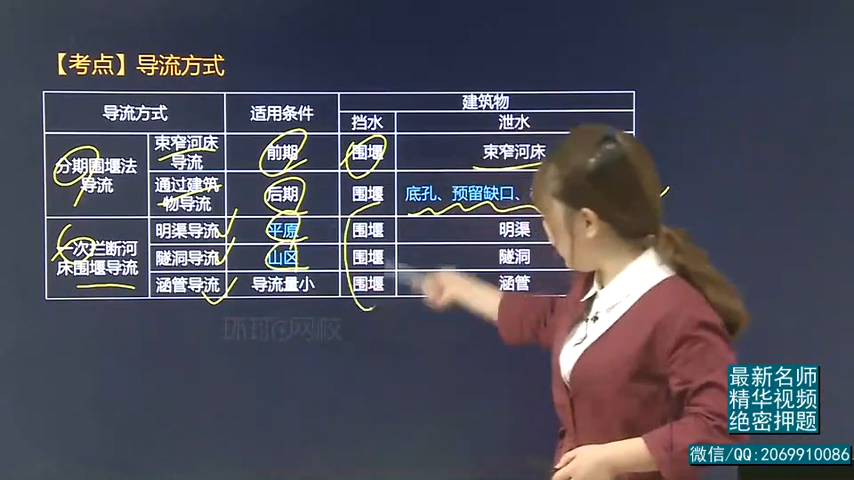 【考点】导流方式
导流方式
适用条件
建筑物
挡水
泄水
分期围堰法
导流
束窄河床
导流
前期
围堰
束窄河床
通过建筑
物导流
后期
围堰
底孔、预留缺口、
一次拦断河
床围堰导流
明渠导流
平原
围堰
明渠
隧洞导流
山区
围堰
隧洞
涵管导流
导流量小
围堰
涵管
环球@网校
最新名师
精华视频
绝密押题
微信/QQ:2069910086